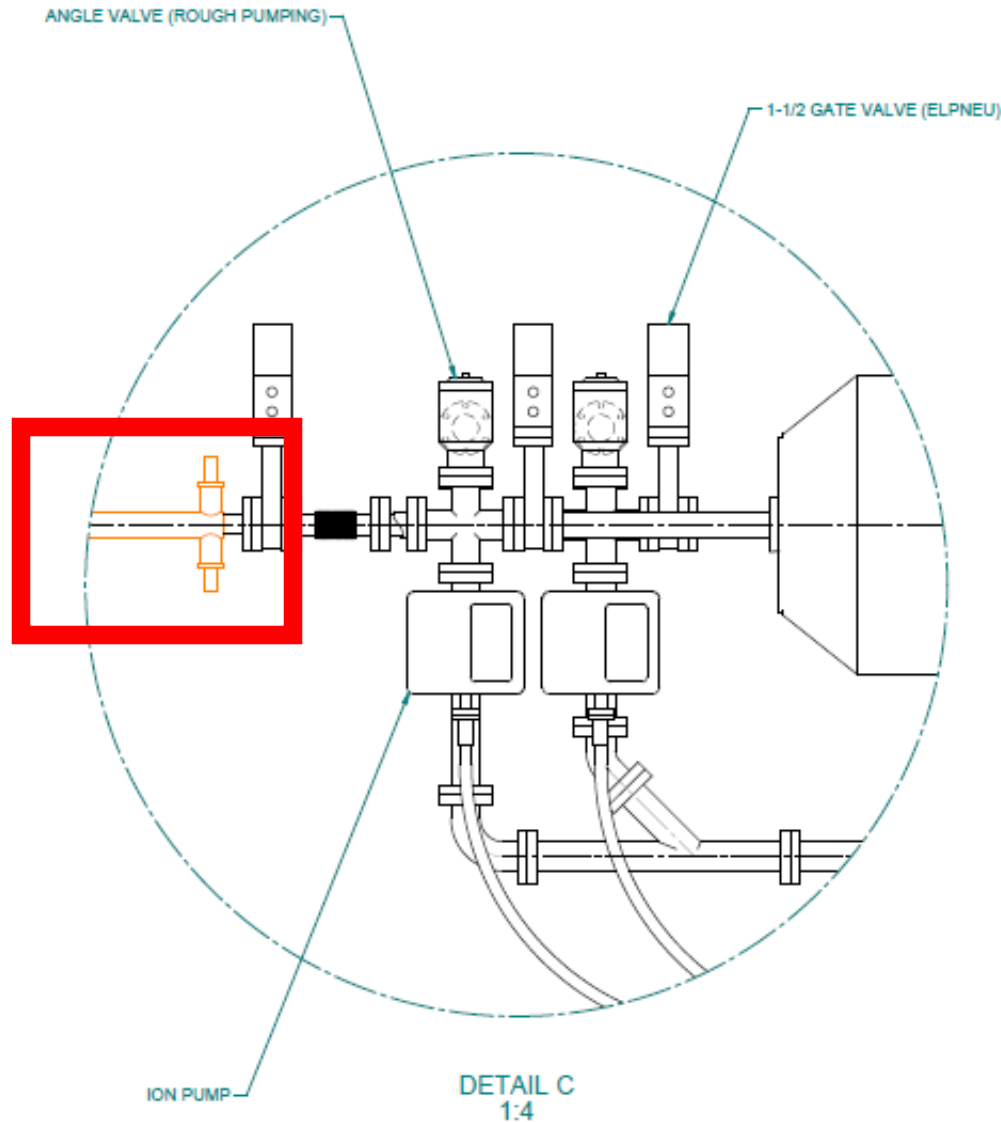 ANGLE VALVE (ROUGH PUMPING)
1-1/2 GATE VALVE (ELPNEU)
ION PUMP
DETAIL C
1:4